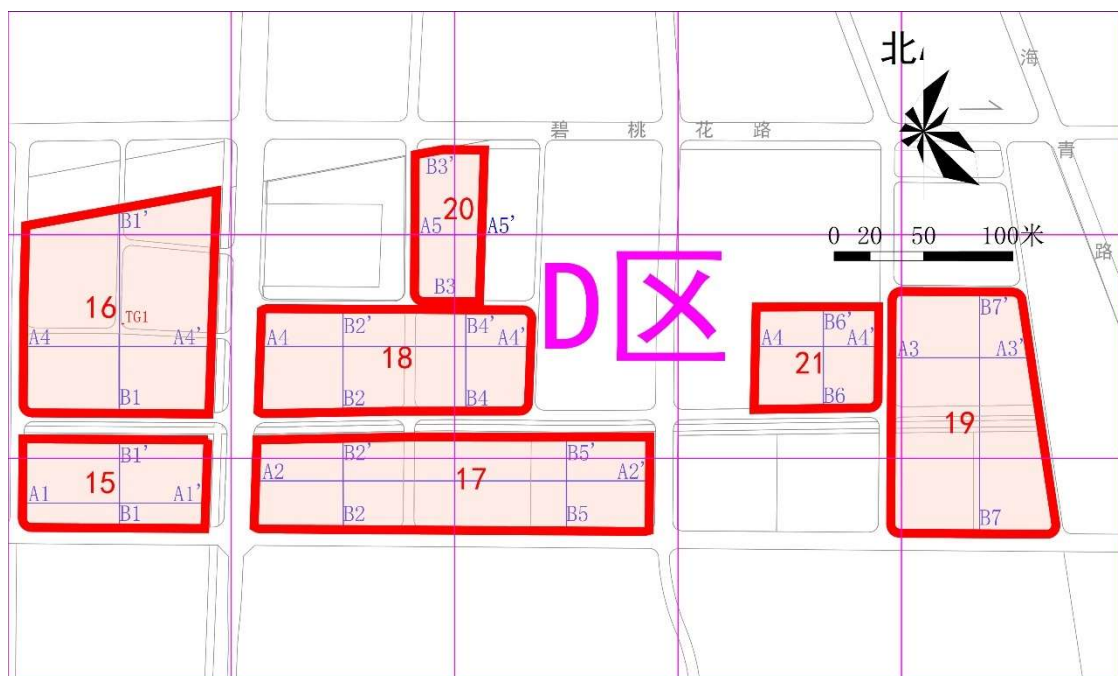 北
海
碧 桃 花 路
青
路
0 20 50 100米
D区
B3'
20
A5 A5'
B3
B1'
16
TG1
A4 A4'
B1
B2' B4'
A4 A4'
18
B2 B4
B6'
A4 A4'
21
B6
B7'
A3 A3'
19
B7
B1'
15
A1 A1'
B1
B2' B5'
A2 17 A2'
B2 B5